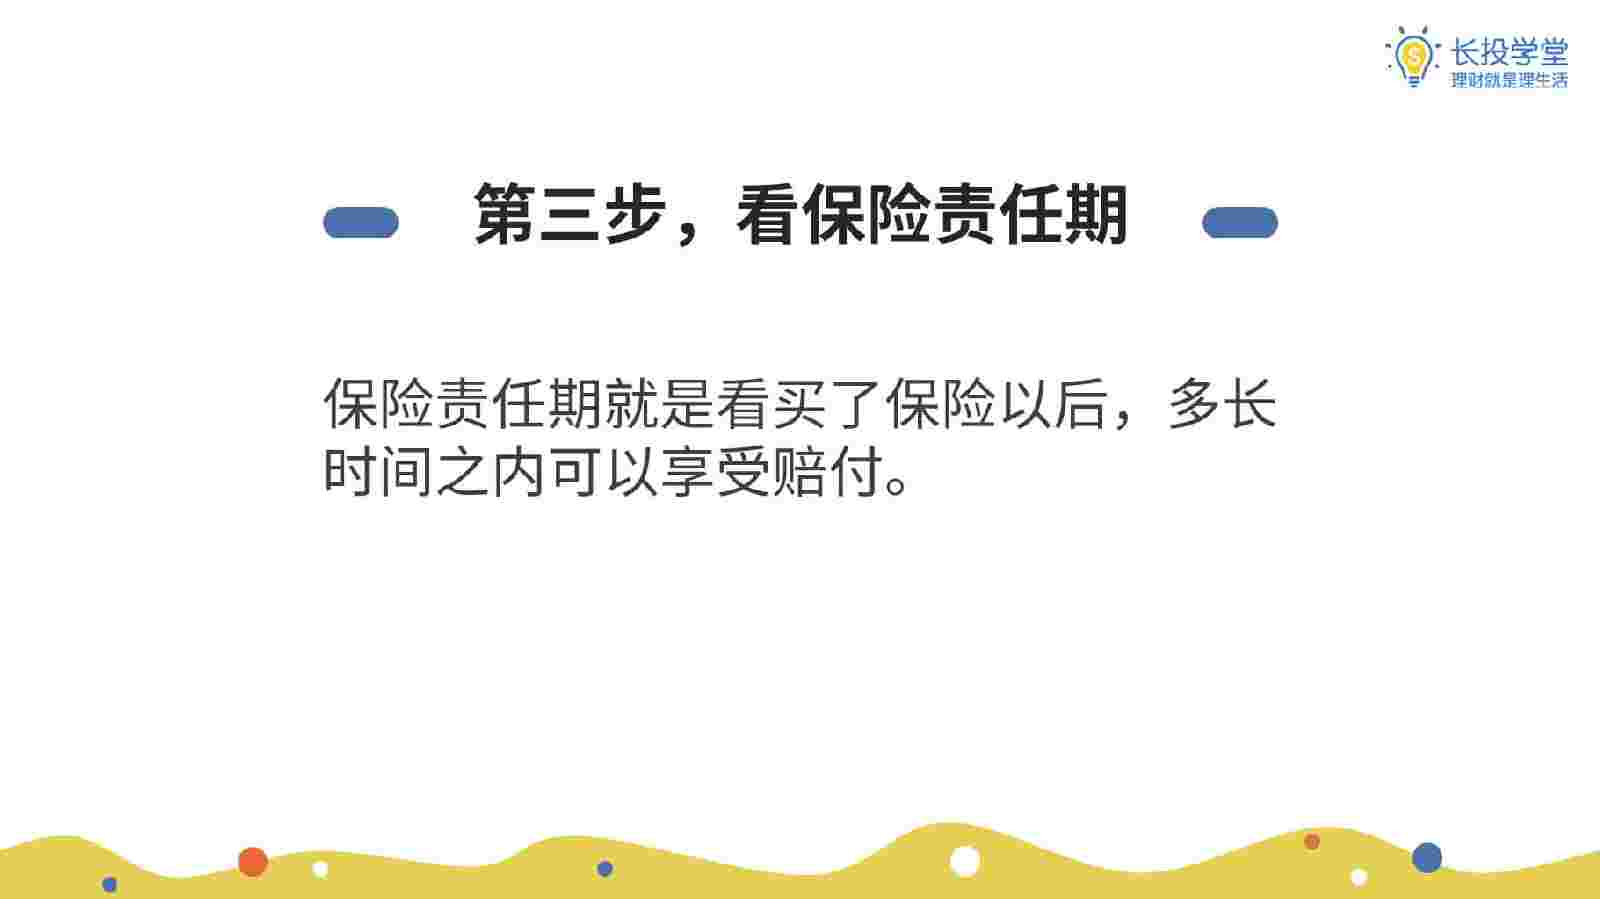 长投学堂
理财就是理生活
第三步，看保险责任期
保险责任期就是看买了保险以后，多长
时间之内可以享受赔付。